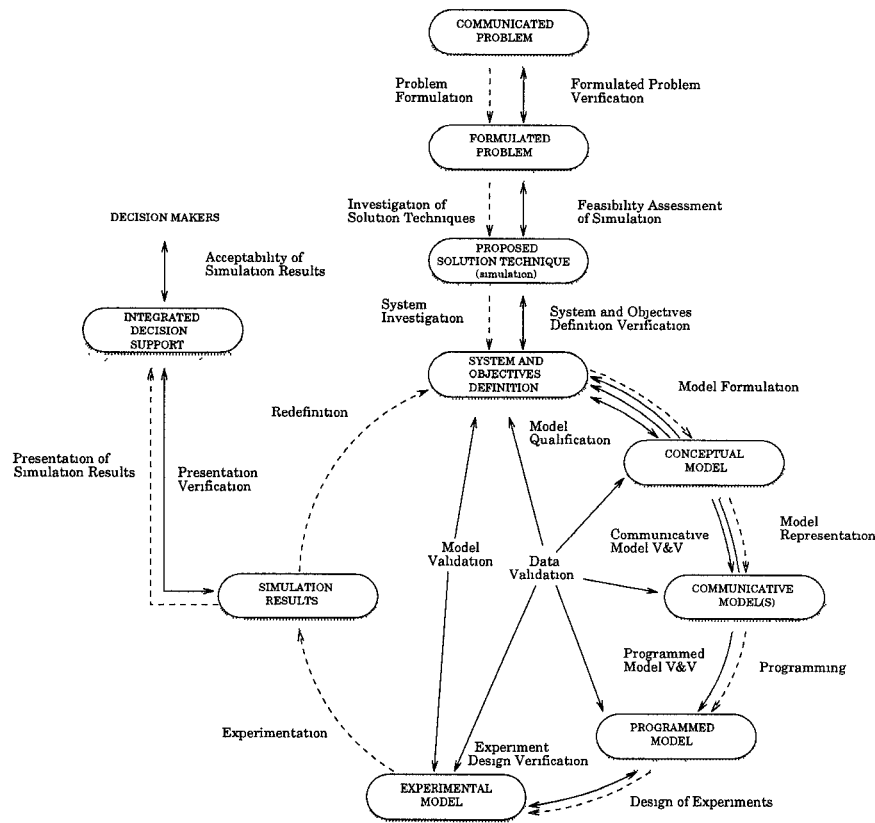 COMMUNICATED
PROBLEM
Problem
Formulation
Formulated Problem
Verification
FORMULATED
PROBLEM
Investigation of
Solution Techniques
Feasibility Assessment
of Simulation
DECISION MAKERS
PROPOSED
SOLUTION TECHNIQUE
(simulation)
Acceptability of
Simulation Results
System
Investigation
System and Objectives
Definition Verification
INTEGRATED
DECISION
SUPPORT
SYSTEM AND
OBJECTIVES
DEFINITION
Model Formulation
Redefinition
Model
Qualification
CONCEPTUAL
MODEL
Presentation of
Simulation Results
Presentation
Verification
Communicative
Model V&V
Model
Representation
Model
Validation
Data
Validation
SIMULATION
RESULTS
COMMUNICATIVE
MODEL(S)
Programmed
Model V&V
Programming
Experimentation
PROGRAMMED
MODEL
Experiment
Design Verification
EXPERIMENTAL
MODEL
Design of Experiments